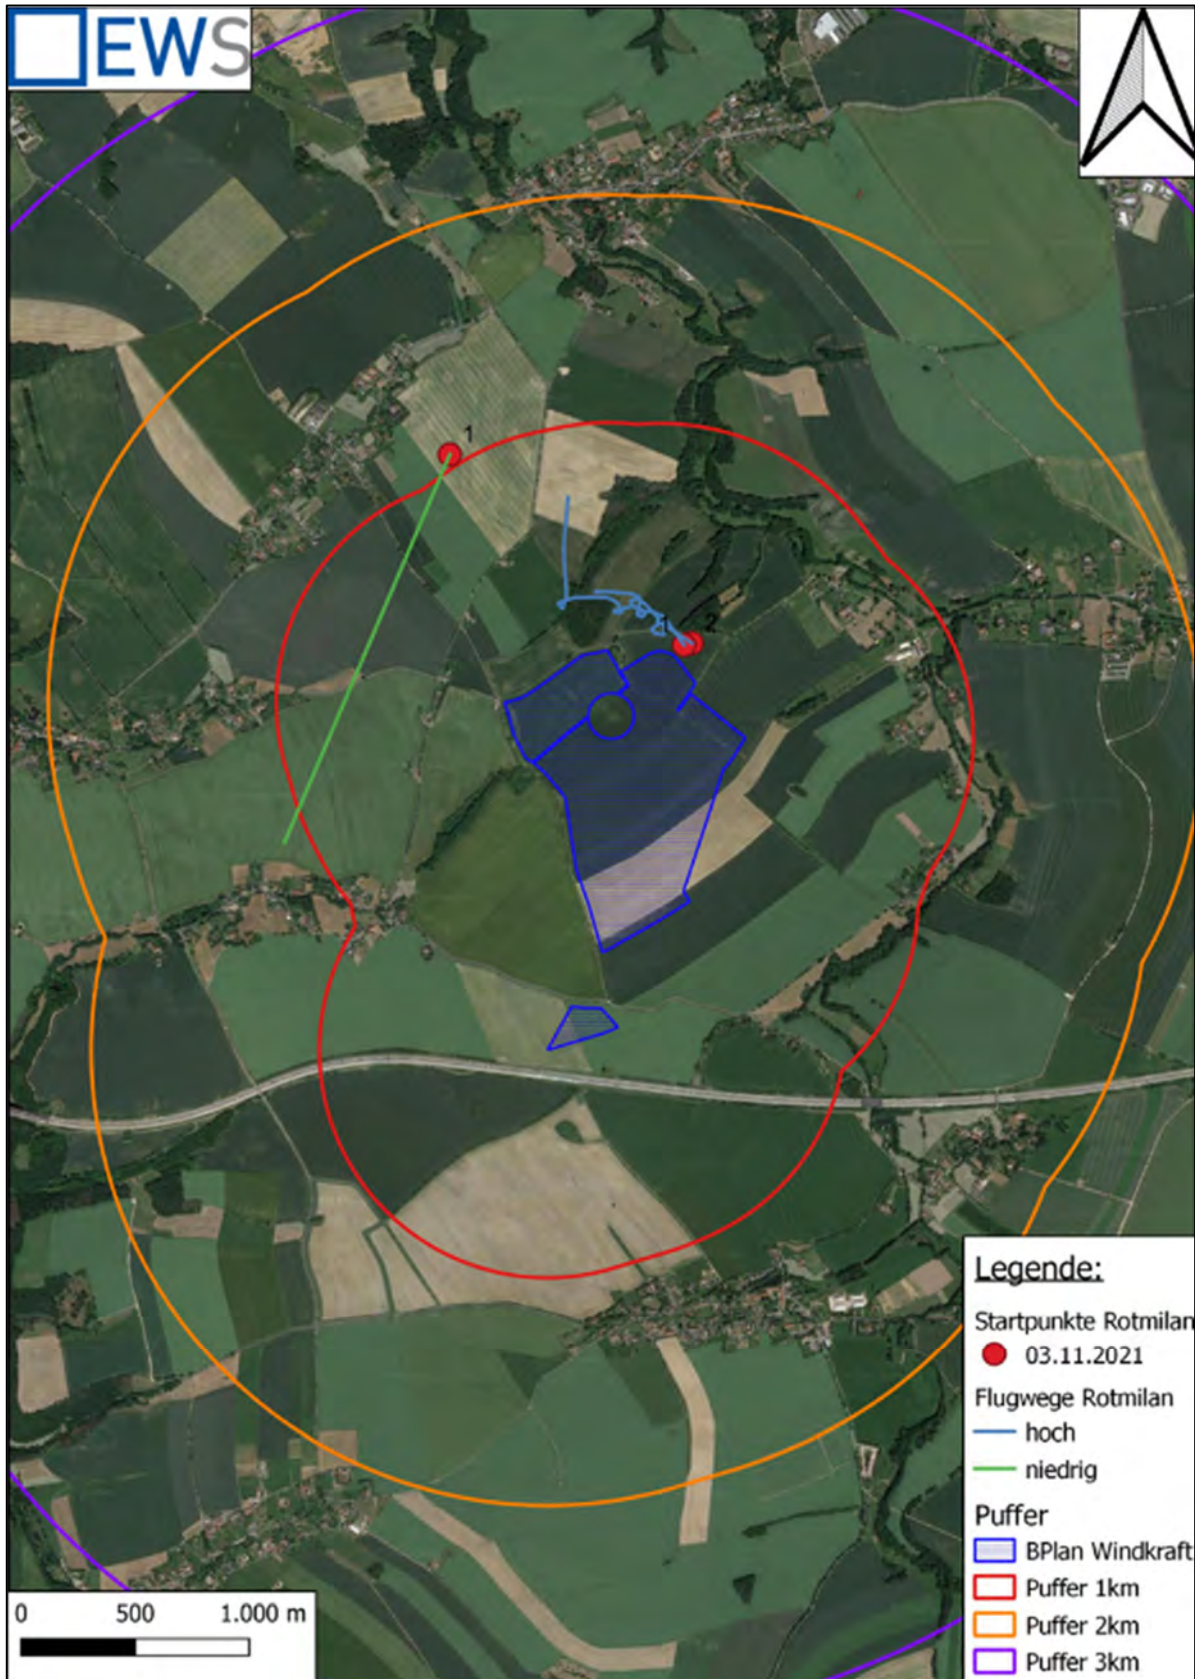 EWS
1
2
Legende:
Startpunkte Rotmilan
03.11.2021
Flugwege Rotmilan
hoch
niedrig
Puffer
BPlan Windkraft
Puffer 1km
Puffer 2km
Puffer 3km
0 500 1.000 m